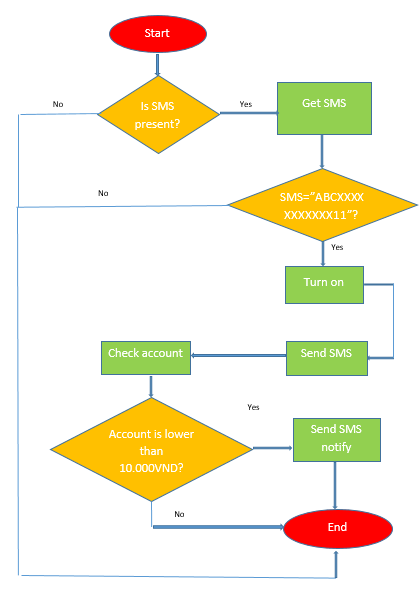 Start
No
Is SMS
present?
Yes
Get SMS
No
SMS="ABCXXXX
XXXXXXX11"?
Yes
Turn on
Check account
Send SMS
Yes
Account is lower
than
10.000VND?
Send SMS
notify
No
End